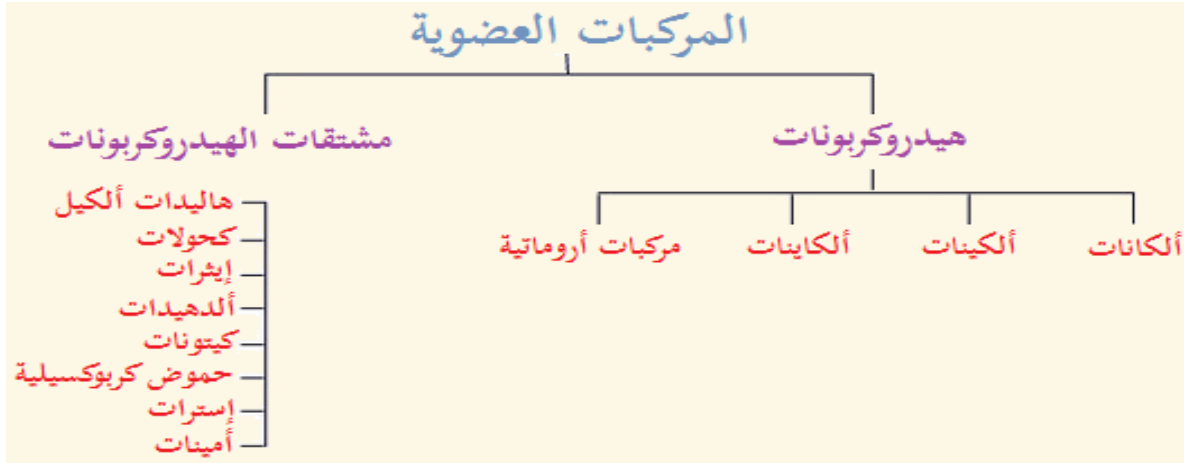 المركبات العضوية
هيدروكربونات
مشتقات الهيدروكربونات
ألكانات
ألكينات
ألكاينات
مركبات أروماتية
هاليدات ألكيل
كحولات
إيثرات
ألدهيدات
كيتونات
حموض كربوكسيلية
إسترات
أمينات